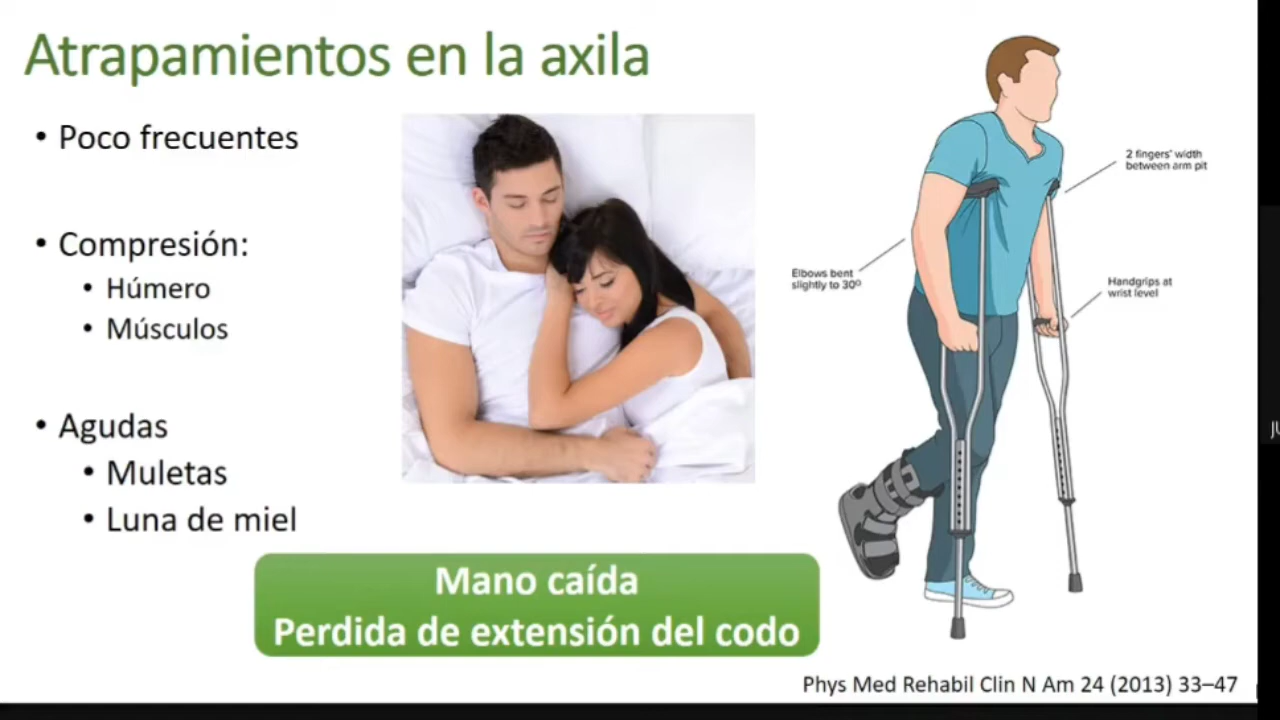 Atrapamientos en la axila
• Poco frecuentes
• Compresión:
• Húmero
• Músculos
• Agudas
• Muletas
• Luna de miel
2 fingers' width
between arm pit
Elbows bent
slightly to 30º
Handgrips at
wrist level
Mano caída
Perdida de extensión del codo
Phys Med Rehabil Clin N Am 24 (2013) 33–47
JU